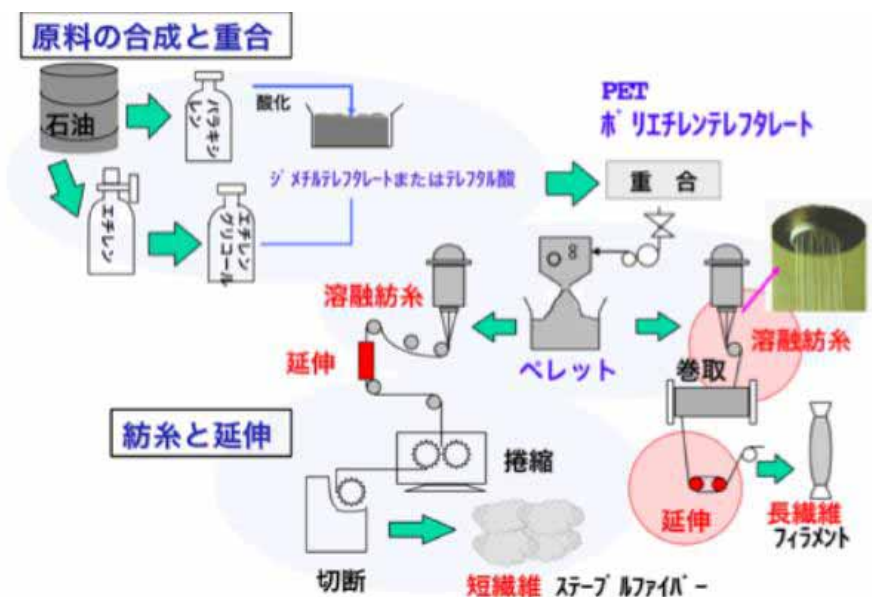 原料の合成と重合
石油
パラキシ
レン
酸化
PET
ポリエチレンテレフタレート
ジメチルテレフタレートまたはテレフタル酸
重 合
エチレン
エチレン
グリコール
溶融紡糸
溶融紡糸
延伸
ペレット
巻取
紡糸と延伸
捲縮
延伸
長繊維
フィラメント
切断
短繊維 ステープルファイバー